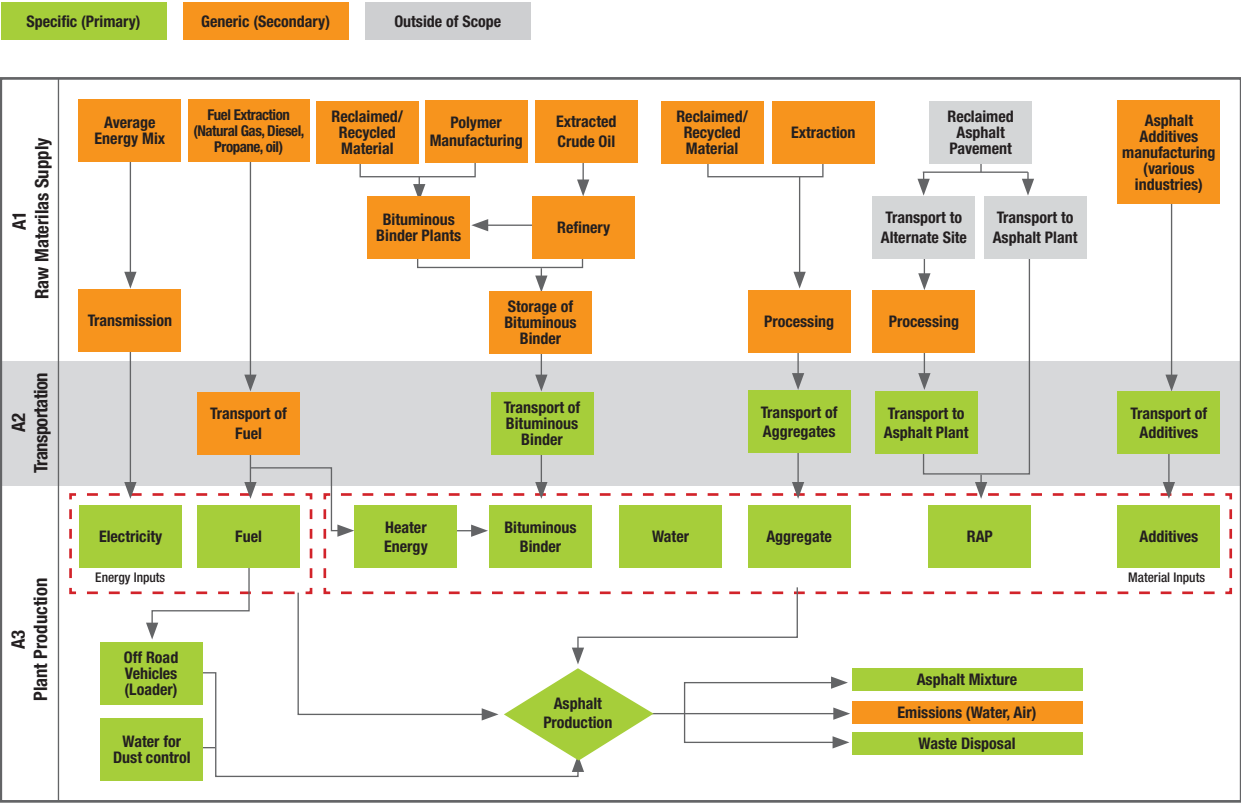 Specific (Primary)
Generic (Secondary)
Outside of Scope
A1
Raw Materilas Supply
Average
Energy Mix
Fuel Extraction
(Natural Gas, Diesel,
Propane, oil)
Reclaimed/
Recycled
Material
Polymer
Manufacturing
Extracted
Crude Oil
Reclaimed/
Recycled
Material
Extraction
Reclaimed
Asphalt
Pavement
Asphalt
Additives
manufacturing
(various
industries)
Bituminous
Binder Plants
Refinery
Transport to
Alternate Site
Transport to
Asphalt Plant
Transmission
Storage of
Bituminous
Binder
Processing
Processing
A2
Transportation
Transport of
Fuel
Transport of
Bituminous
Binder
Transport of
Aggregates
Transport to
Asphalt Plant
Transport of
Additives
A3
Plant Production
Electricity
Fuel
Heater
Energy
Bituminous
Binder
Water
Aggregate
RAP
Additives
Energy Inputs
Material Inputs
Off Road
Vehicles
(Loader)
Water for
Dust control
Asphalt
Production
Asphalt Mixture
Emissions (Water, Air)
Waste Disposal